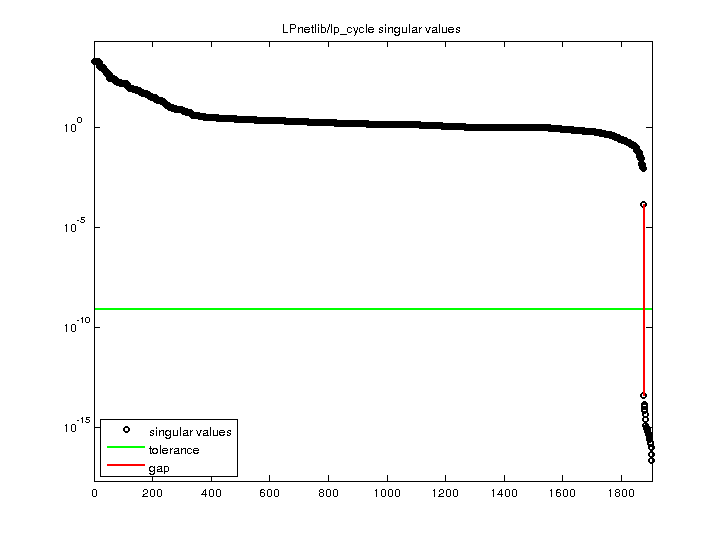 LPnetlib/lp_cycle singular values
10^0
10^-5
10^-10
10^-15
singular values
tolerance
gap
0 200 400 600 800 1000 1200 1400 1600 1800